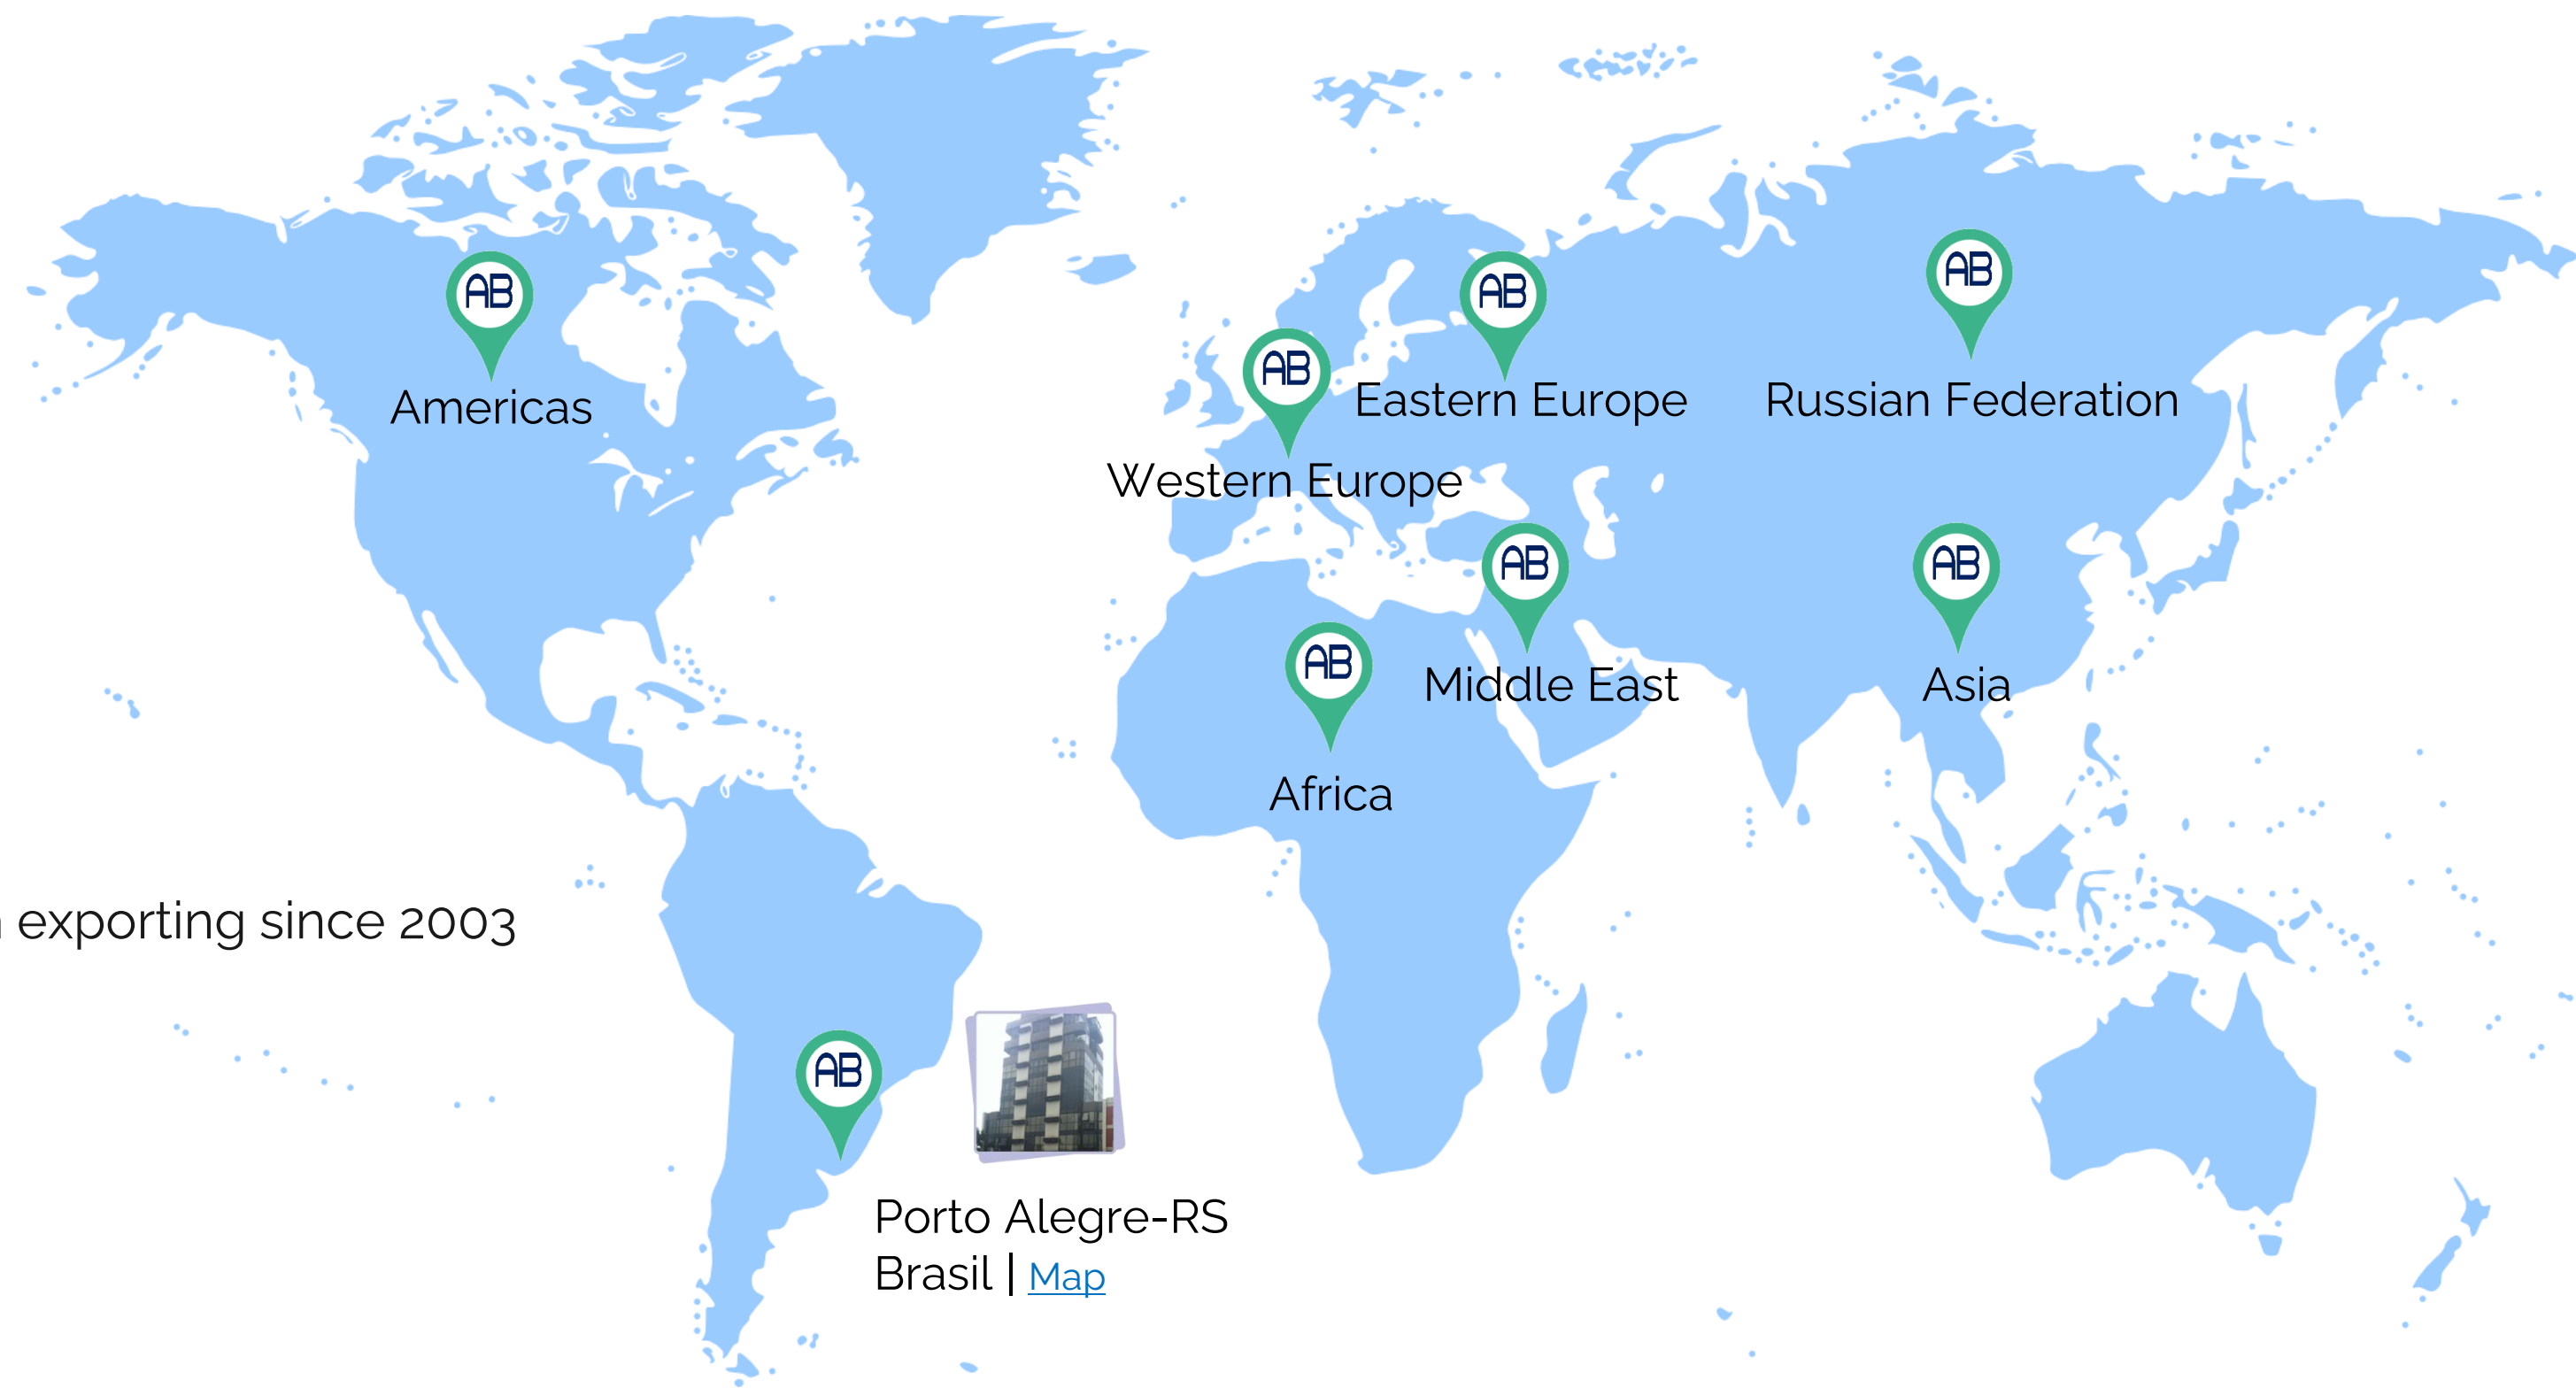 AB
AB
AB
AB
Americas
Eastern Europe
Russian Federation
Western Europe
AB
AB
AB
Middle East
Asia
Africa
exporting since 2003
AB
Porto Alegre-RS
Brasil | Map